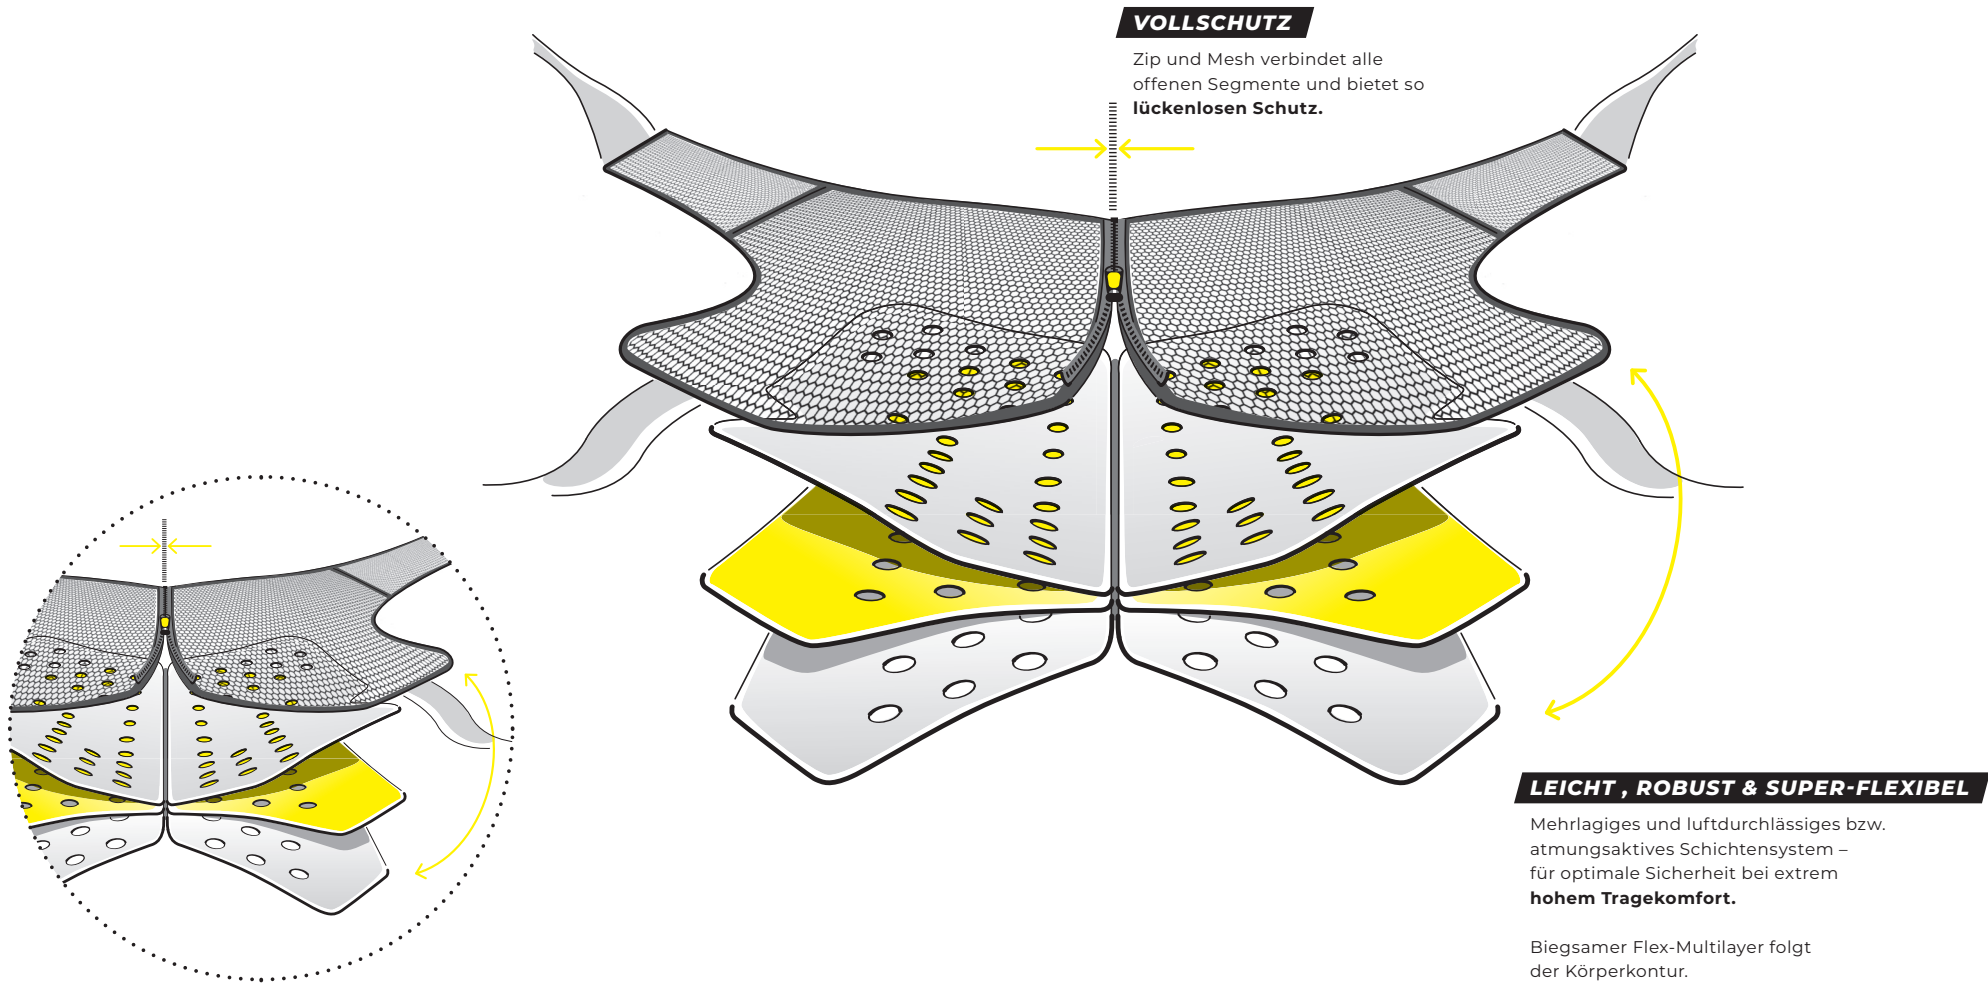 VOLLSCHUTZ
Zip und Mesh verbindet alle
offenen Segmente und bietet so
lückenlosen Schutz.
LEICHT , ROBUST & SUPER-FLEXIBEL
Mehrlagiges und luftdurchlässiges bzw.
atmungsaktives Schichtensystem –
für optimale Sicherheit bei extrem
hohem Tragekomfort.
Biegsamer Flex-Multilayer folgt
der Körperkontur.